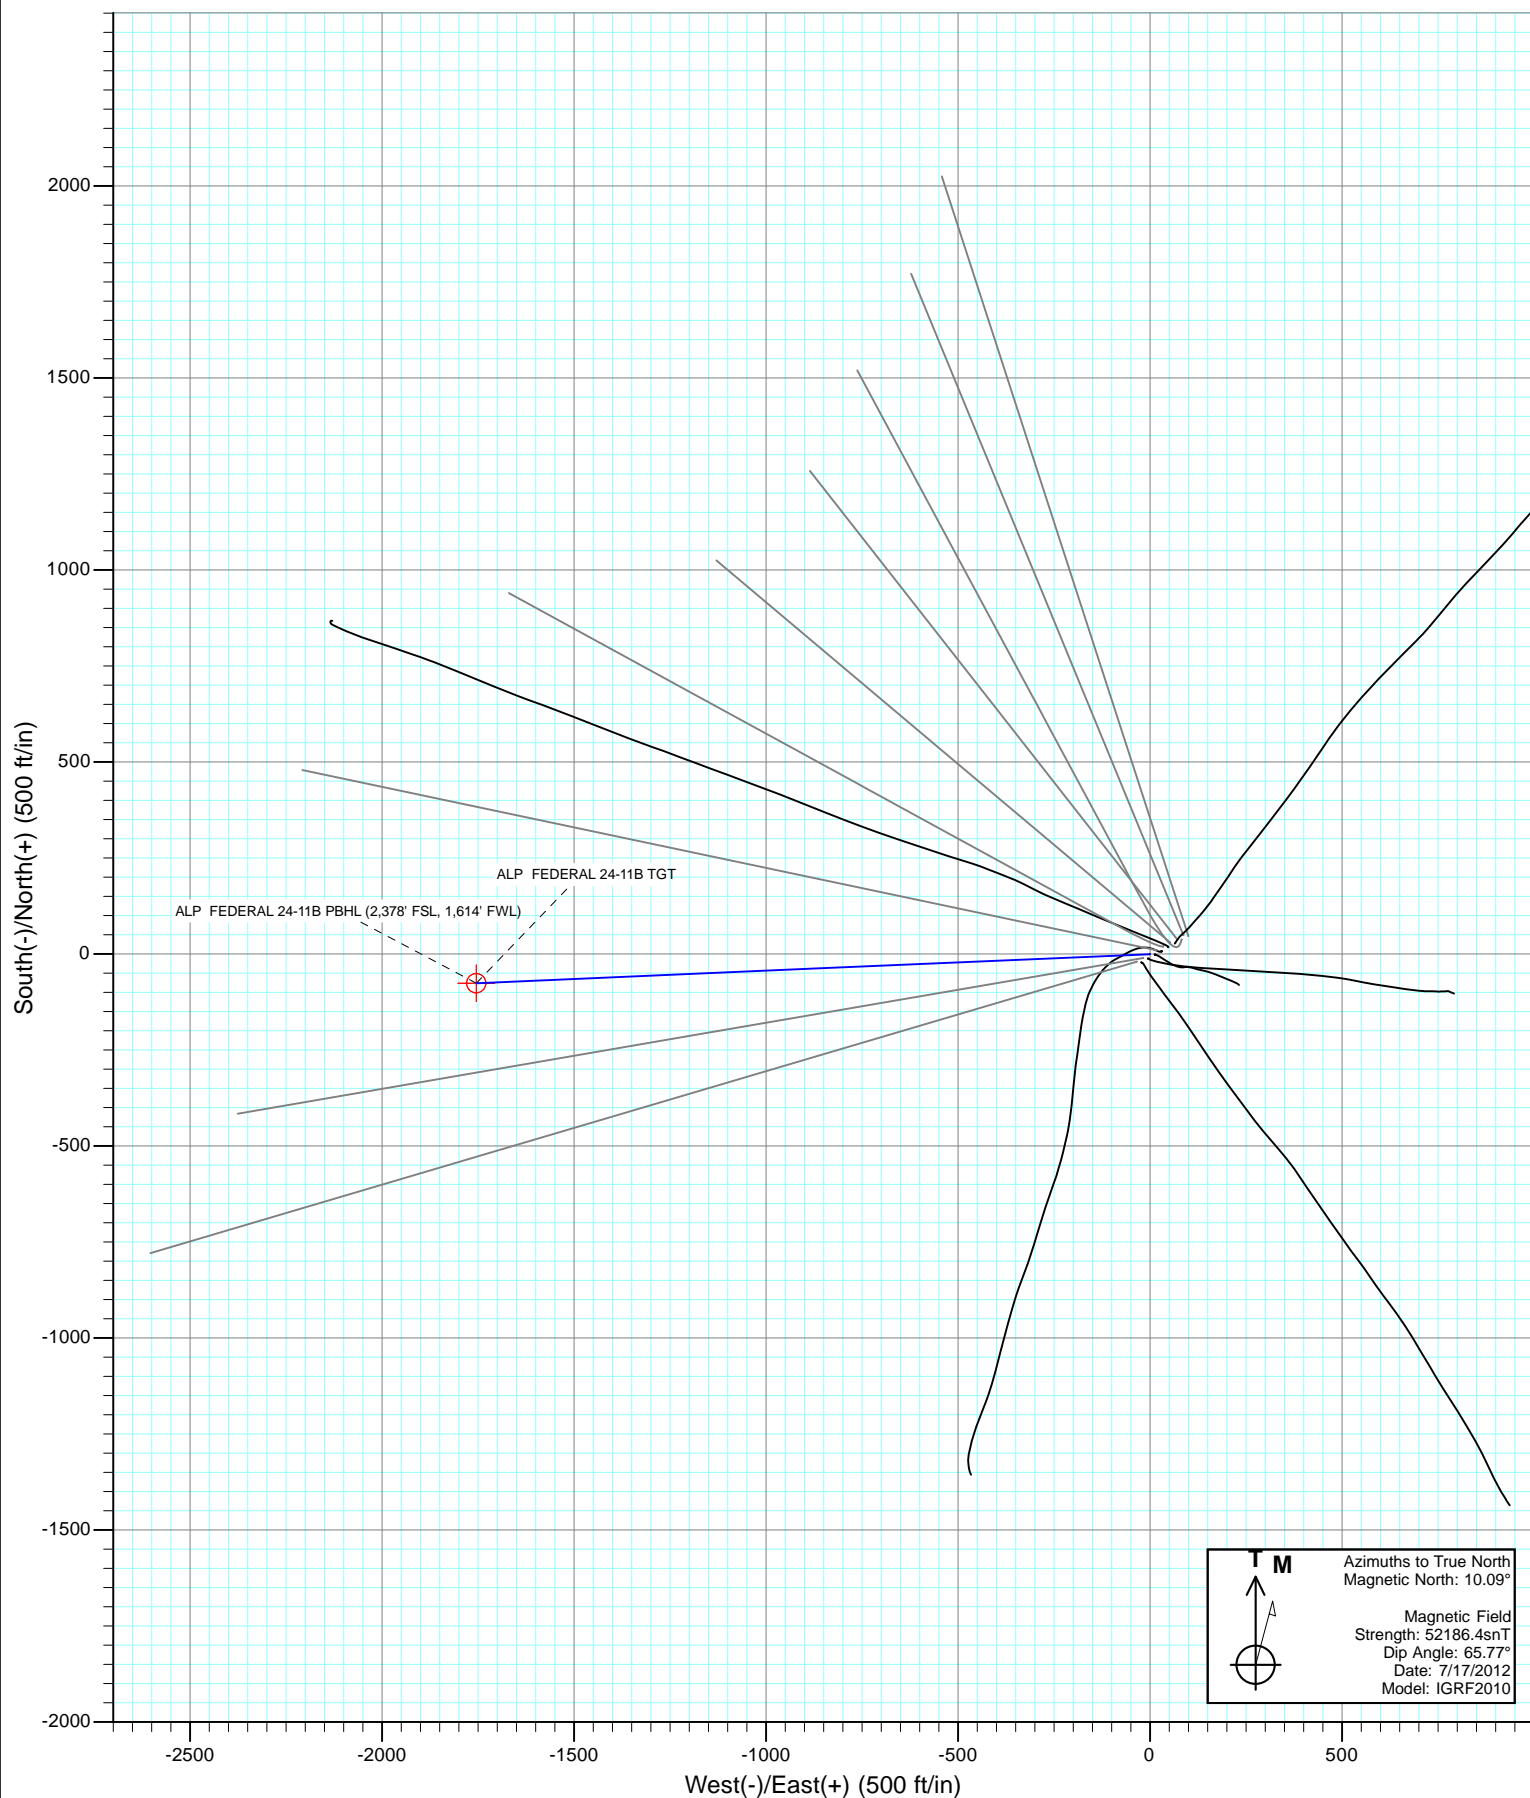 2000
1500
1000
500
0
-500
-1000
-1500
-2000
South(-)/North(+) (500 ft/in)
ALP  FEDERAL 24-11B TGT
ALP  FEDERAL 24-11B PBHL (2,378' FSL, 1,614' FWL)
T M
Azimuths to True North
Magnetic North: 10.09°
Magnetic Field
Strength: 52186.4snT
Dip Angle: 65.77°
Date: 7/17/2012
Model: IGRF2010
-2500 -2000 -1500 -1000 -500 0 500
West(-)/East(+) (500 ft/in)